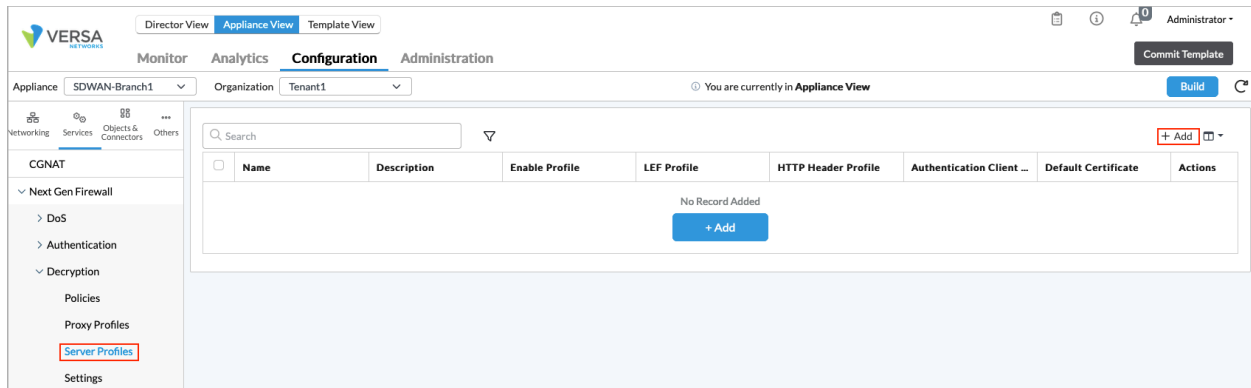 Director View Appliance View Template View
0
Administrator
VERSA
NETWORKS
Monitor Analytics Configuration Administration
Commit Template
Appliance SDWAN-Branch1 Organization Tenant1 You are currently in Appliance View Build
Networking Services Objects & Connectors Others
Search
+ Add
CGNAT
Name Description Enable Profile LEF Profile HTTP Header Profile Authentication Client ... Default Certificate Actions
Next Gen Firewall
No Record Added
DoS
+ Add
Authentication
Decryption
Policies
Proxy Profiles
Server Profiles
Settings